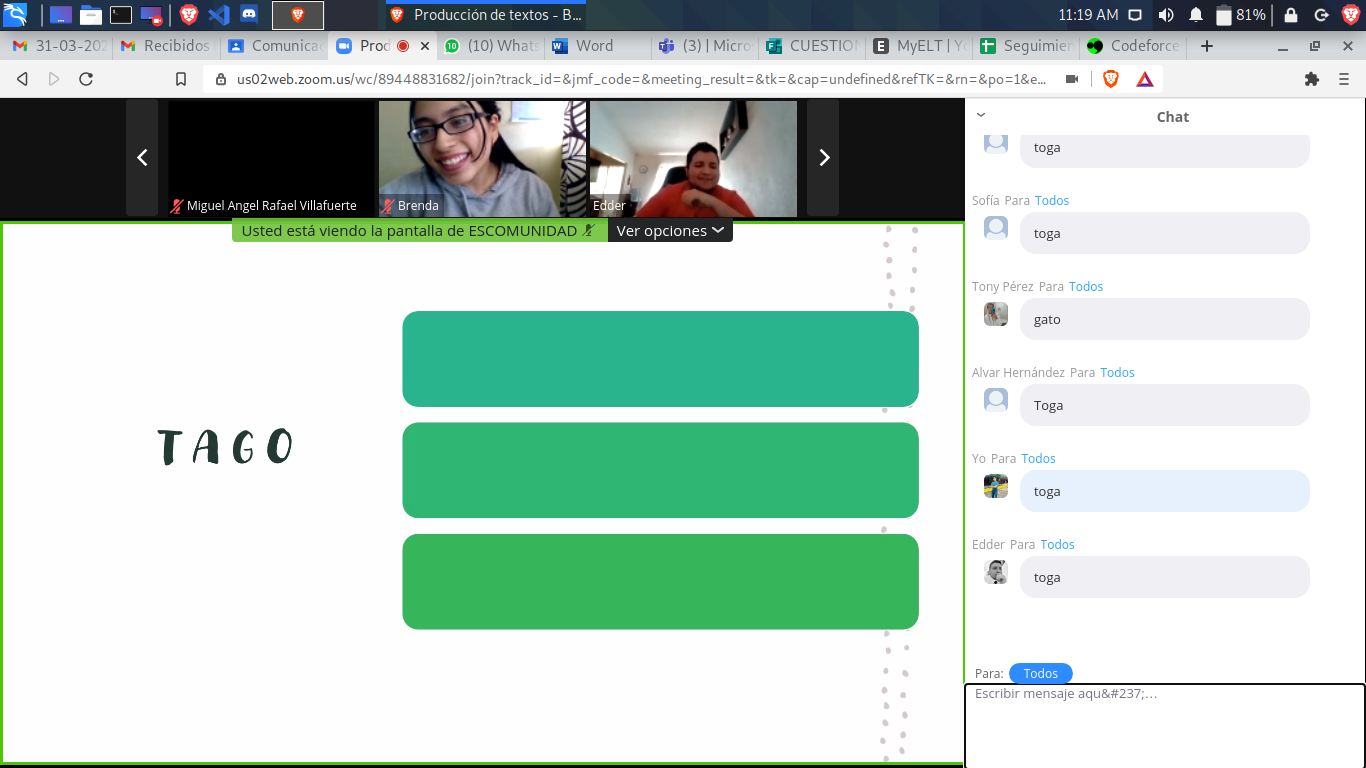 11:19 AM
81%
31-03-202
Recibidos
Comunica
Prod
(10) Whats
Word
(3) | Micro
CUESTION
MyELT | Yo
Seguimien
Codeforce
Producción de textos - B...
us02web.zoom.us/wc/89448831682/join?track_id=&jmf_code=&meeting_result=&tk=&cap=undefined&refTK=&rn=&po=1&e...
Miguel Angel Rafael Villafuerte
Brenda
Edder
Usted está viendo la pantalla de ESCOMUNIDAD
Ver opciones
TAGO
Chat
toga
Sofía Para Todos
toga
Tony Pérez Para Todos
gato
Alvar Hernández Para Todos
Toga
Yo Para Todos
toga
Edder Para Todos
toga
Para: Todos
Escribir mensaje aqu&#237;...